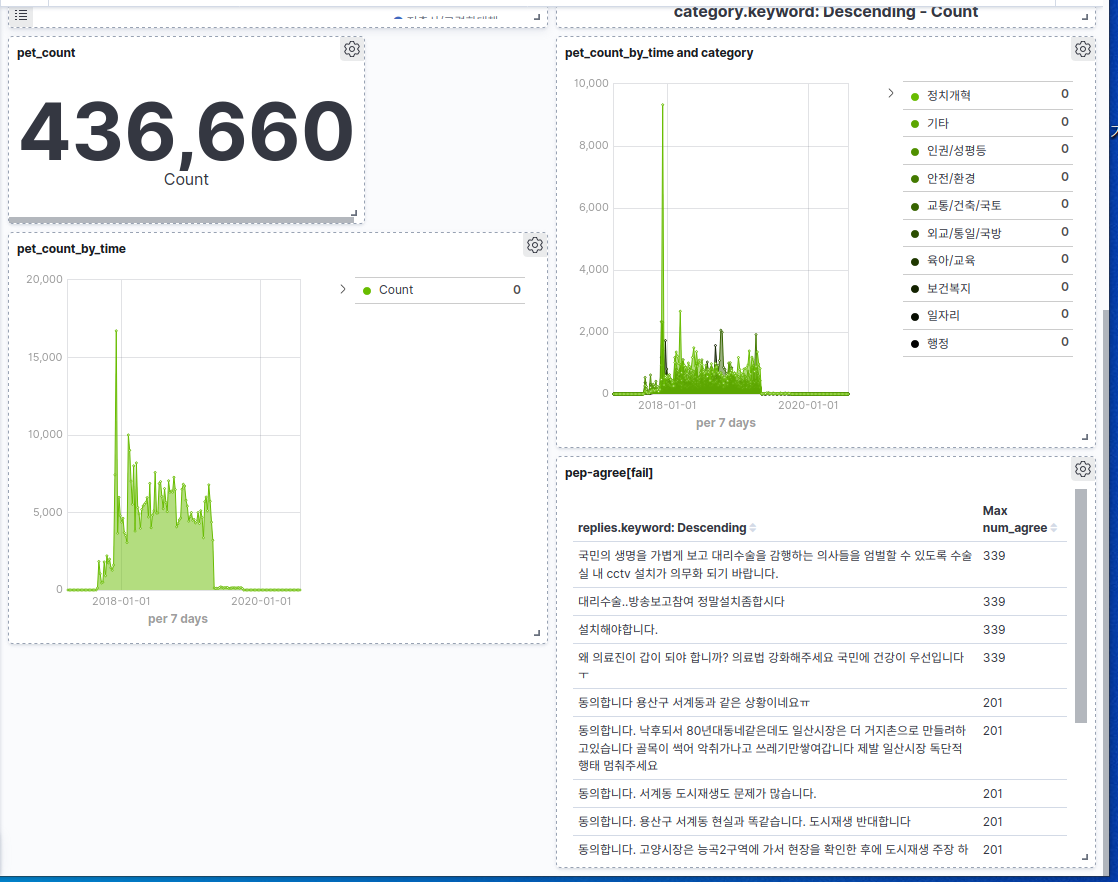 category.keyword: Descending - Count
pet_count
436,660
Count
pet_count_by_time
20,000
15,000
10,000
5,000
0
2018-01-01
2020-01-01
per 7 days
Count
0
pet_count_by_time and category
10,000
8,000
6,000
4,000
2,000
0
2018-01-01
2020-01-01
per 7 days
정치개혁 0
기타 0
인권/성평등 0
안전/환경 0
교통/건축/국토 0
외교/통일/국방 0
육아/교육 0
보건복지 0
일자리 0
행정 0
pep-agree[fail]
replies.keyword: Descending
Max
num_agree
국민의 생명을 가볍게 보고 대리수술을 감행하는 의사들을 엄벌할 수 있도록 수술 339
실 내 cctv 설치가 의무화 되기 바랍니다.
대리수술..방송보고참여 정말설치좀합시다 339
설치해야합니다. 339
왜 의료진이 갑이 되야 합니까? 의료법 강화해주세요 국민에 건강이 우선입니다 339
ㅜ
동의합니다 용산구 서계동과 같은 상황이네요ㅠ 201
동의합니다. 낙후되서 80년대동네같은데도 일산시장은 더 거지촌으로 만들려하 201
고있습니다 골목이 썩어 악취가나고 쓰레기만쌓여갑니다 제발 일산시장 독단적
행태 멈춰주세요
동의합니다. 서계동 도시재생도 문제가 많습니다. 201
동의합니다. 용산구 서계동 현실과 똑같습니다. 도시재생 반대합니다 201
동의합니다. 고양시장은 능곡2구역에 가서 현장을 확인한 후에 도시재생 주장 하 201